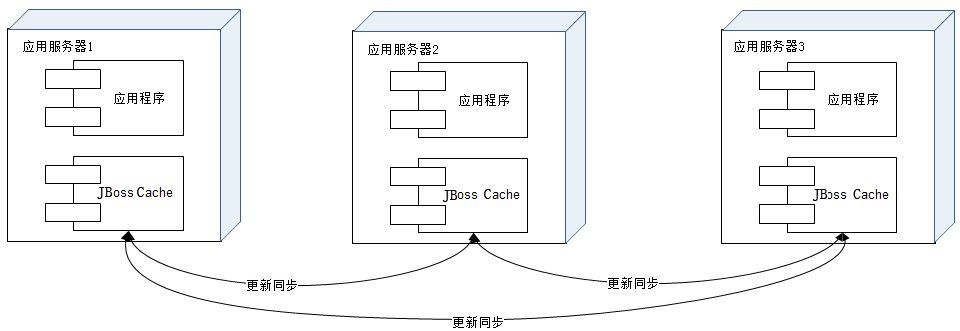 应用服务器1
应用程序
JBoss Cache
应用服务器2
应用程序
JBoss Cache
应用服务器3
应用程序
JBoss Cache
更新同步
更新同步
更新同步